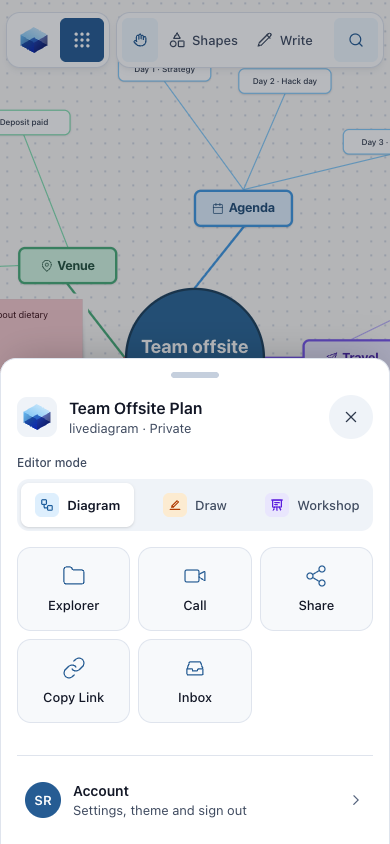 Shapes
Write
Day 1 · Strategy
Day 2 · Hack day
Deposit paid
Day 3 ·
Agenda
Venue
bout dietary
Team offsite
Travel
Team Offsite Plan
livediagram · Private
Editor mode
Diagram
Draw
Workshop
Explorer
Call
Share
Copy Link
Inbox
SR
Account
Settings, theme and sign out